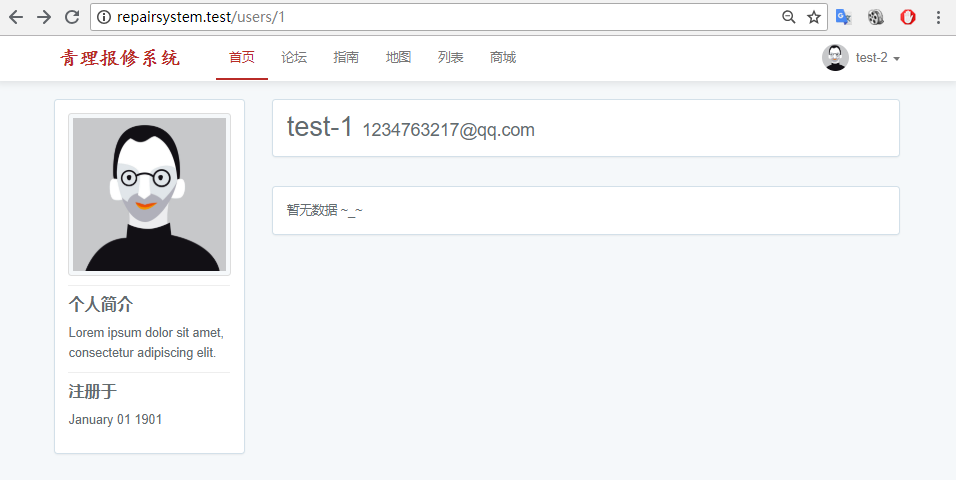 repairsystem.test/users/1
青理报修系统
首页 论坛 指南 地图 列表 商城
test-2
test-1 1234763217@qq.com
暂无数据 ~_~
个人简介
Lorem ipsum dolor sit amet,
consectetur adipiscing elit.
注册于
January 01 1901